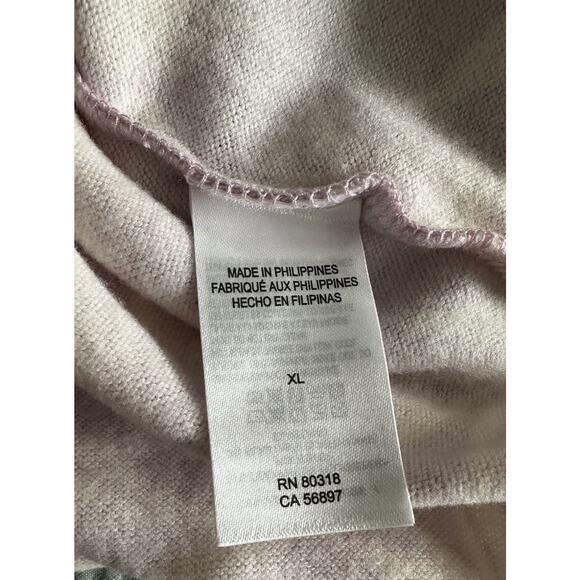 MADE IN PHILIPPINES
FABRIQUÉ AUX PHILIPPINES
HECHO EN FILIPINAS
XL
RN 80318
CA 56897